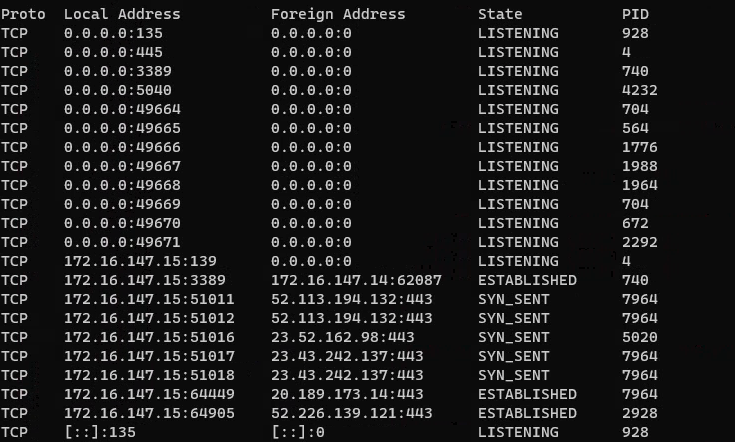 Proto  Local Address          Foreign Address        State           PID
TCP    0.0.0.0:135            0.0.0.0:0              LISTENING       928
TCP    0.0.0.0:445            0.0.0.0:0              LISTENING       4
TCP    0.0.0.0:3389           0.0.0.0:0              LISTENING       740
TCP    0.0.0.0:5040           0.0.0.0:0              LISTENING       4232
TCP    0.0.0.0:49664          0.0.0.0:0              LISTENING       704
TCP    0.0.0.0:49665          0.0.0.0:0              LISTENING       564
TCP    0.0.0.0:49666          0.0.0.0:0              LISTENING       1776
TCP    0.0.0.0:49667          0.0.0.0:0              LISTENING       1988
TCP    0.0.0.0:49668          0.0.0.0:0              LISTENING       1964
TCP    0.0.0.0:49669          0.0.0.0:0              LISTENING       704
TCP    0.0.0.0:49670          0.0.0.0:0              LISTENING       672
TCP    0.0.0.0:49671          0.0.0.0:0              LISTENING       2292
TCP    172.16.147.15:139      0.0.0.0:0              LISTENING       4
TCP    172.16.147.15:3389     172.16.147.14:62087    ESTABLISHED     740
TCP    172.16.147.15:51011    52.113.194.132:443     SYN_SENT        7964
TCP    172.16.147.15:51012    52.113.194.132:443     SYN_SENT        7964
TCP    172.16.147.15:51016    23.52.162.98:443       SYN_SENT        5020
TCP    172.16.147.15:51017    23.43.242.137:443      SYN_SENT        7964
TCP    172.16.147.15:51018    23.43.242.137:443      SYN_SENT        7964
TCP    172.16.147.15:64449    20.189.173.14:443      ESTABLISHED     7964
TCP    172.16.147.15:64905    52.226.139.121:443     ESTABLISHED     2928
TCP    [::]:135               [::]:0                 LISTENING       928